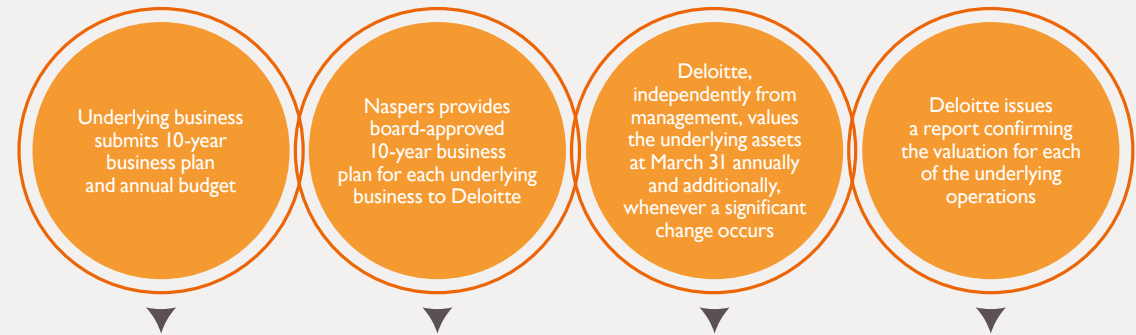 Underlying business
submits 10-year
business plan
and annual budget
Naspers provides
board-approved
10-year business
plan for each underlying
business to Deloitte
Deloitte,
independently from
management, values
the underlying assets
at March 31 annually
and additionally,
whenever a significant
change occurs
Deloitte issues
a report confirming
the valuation for each
of the underlying
operations